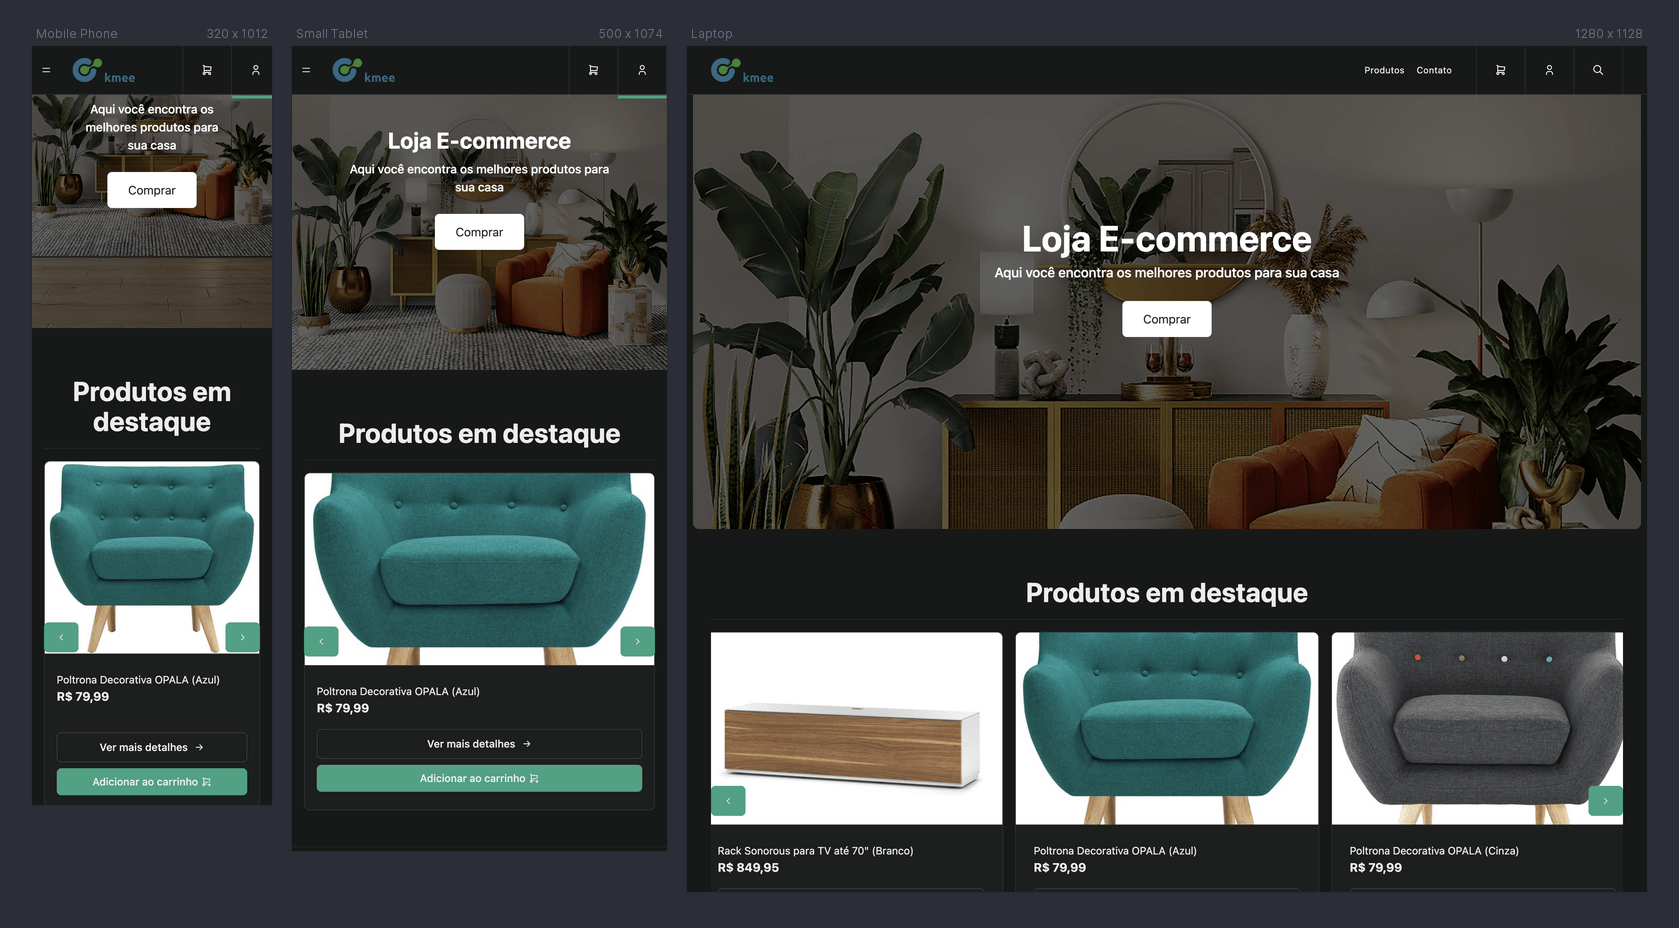 Mobile Phone
320 x 1012
kmee
Aqui você encontra os
melhores produtos para
sua casa
Comprar
Produtos em
destaque
Poltrona Decorativa OPALA (Azul)
R$ 79,99
Ver mais detalhes →
Adicionar ao carrinho
Small Tablet
500 x 1074
kmee
Loja E-commerce
Aqui você encontra os melhores produtos para
sua casa
Comprar
Produtos em destaque
Poltrona Decorativa OPALA (Azul)
R$ 79,99
Ver mais detalhes →
Adicionar ao carrinho
Laptop
1280 x 1128
kmee
Produtos
Contato
Loja E-commerce
Aqui você encontra os melhores produtos para sua casa
Comprar
Produtos em destaque
Rack Sonorous para TV até 70" (Branco)
R$ 849,95
Poltrona Decorativa OPALA (Azul)
R$ 79,99
Poltrona Decorativa OPALA (Cinza)
R$ 79,99